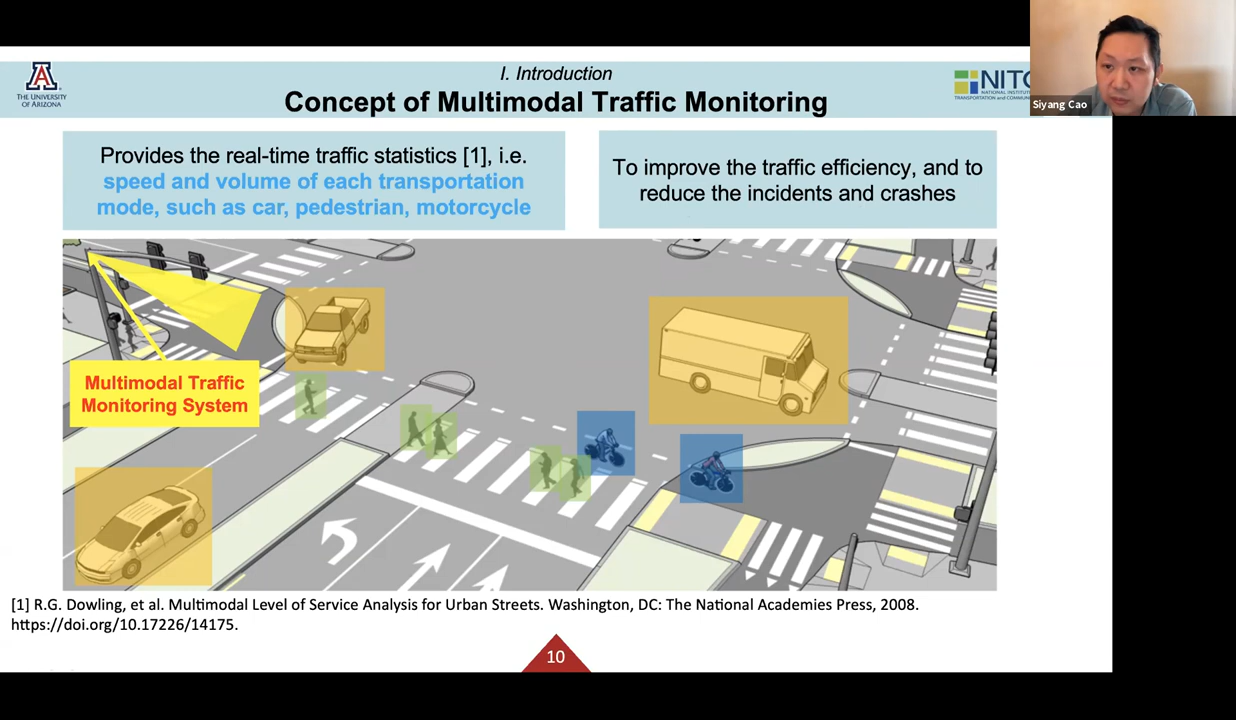 I. Introduction
Concept of Multimodal Traffic Monitoring
THE UNIVERSITY
OF ARIZONA
NITC
Siyang Cao
Provides the real-time traffic statistics [1], i.e.
speed and volume of each transportation
mode, such as car, pedestrian, motorcycle
To improve the traffic efficiency, and to
reduce the incidents and crashes
Multimodal Traffic
Monitoring System
[1] R.G. Dowling, et al. Multimodal Level of Service Analysis for Urban Streets. Washington, DC: The National Academies Press, 2008.
https://doi.org/10.17226/14175.
10